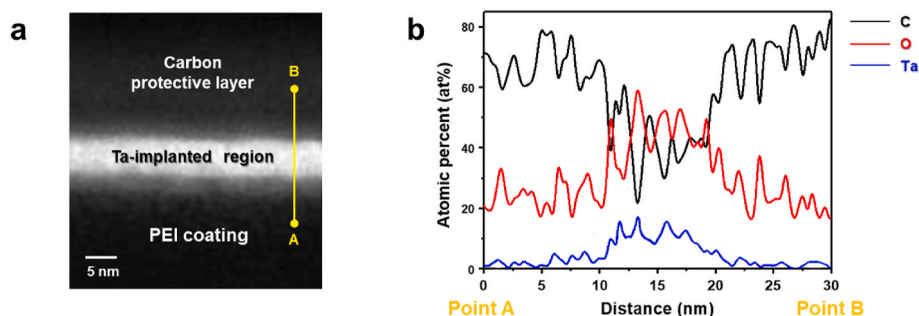 a
Carbon
protective layer
B
Ta-implanted region
PEI coating
A
5 nm
b
Atomic percent (at%)
80
60
40
20
0
0 5 10 15 20 25 30
Point A Distance (nm) Point B
C
O
Ta